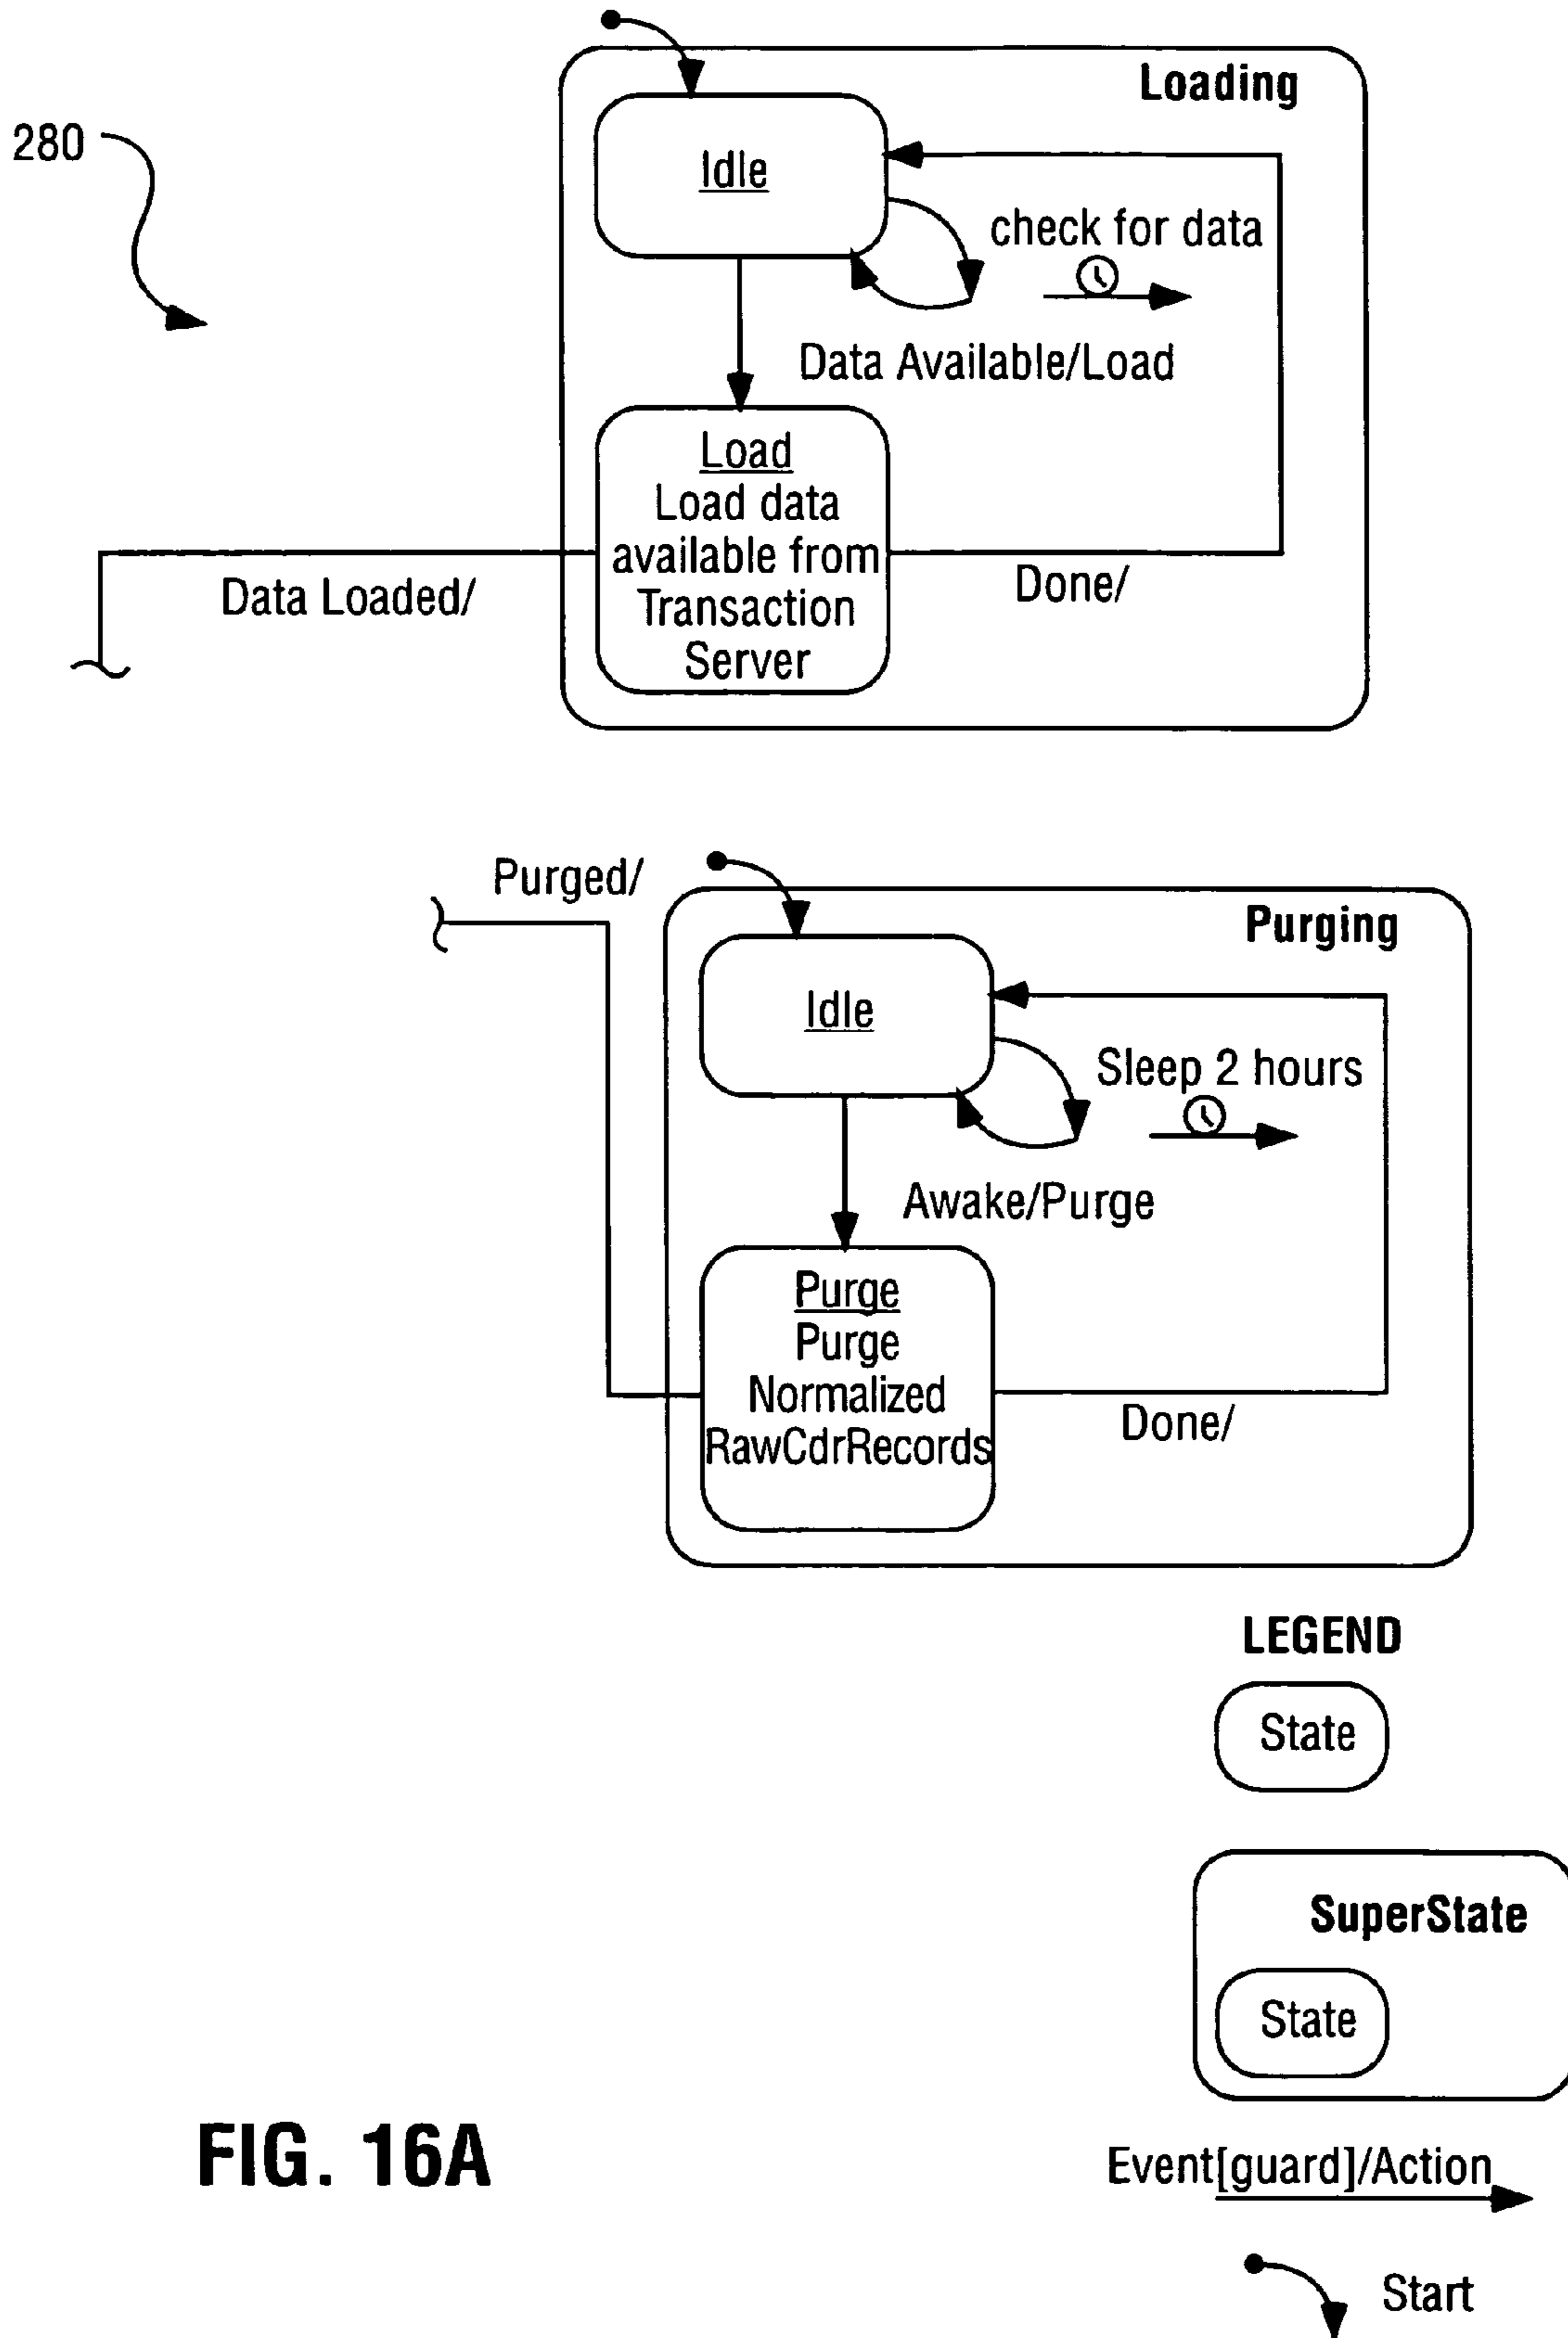 Loading
280
Idle
check for data
Data Available/Load
Load
Load data
available from
Transaction
Server
Data Loaded/
Done/
Purged/
Purging
Idle
Sleep 2 hours
Awake/Purge
Purge
Purge
Normalized
RawCdrRecords
Done/
LEGEND
State
SuperState
State
FIG. 16A
Event[guard]/Action
Start